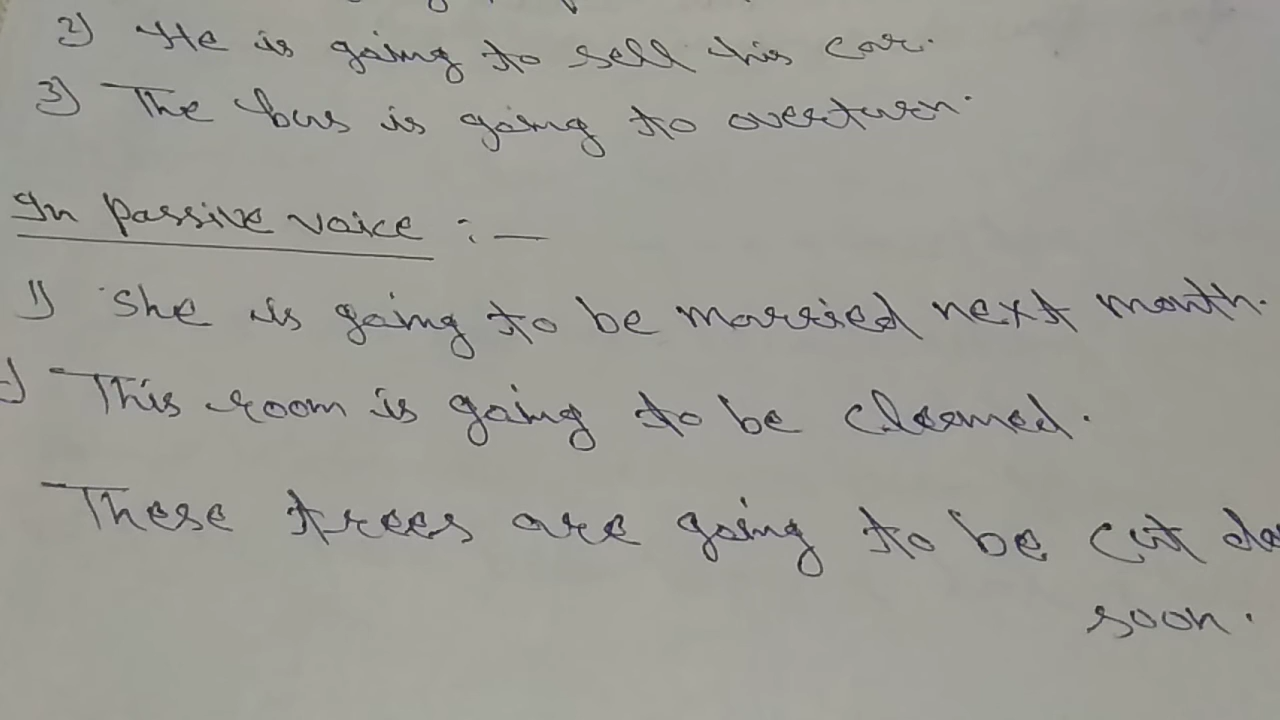 2) He is going to sell his car.
3) The bus is going to overturn.
In passive voice :—
1) She is going to be married next month.
This room is going to be cleaned.
These trees are going to be cut do
soon.